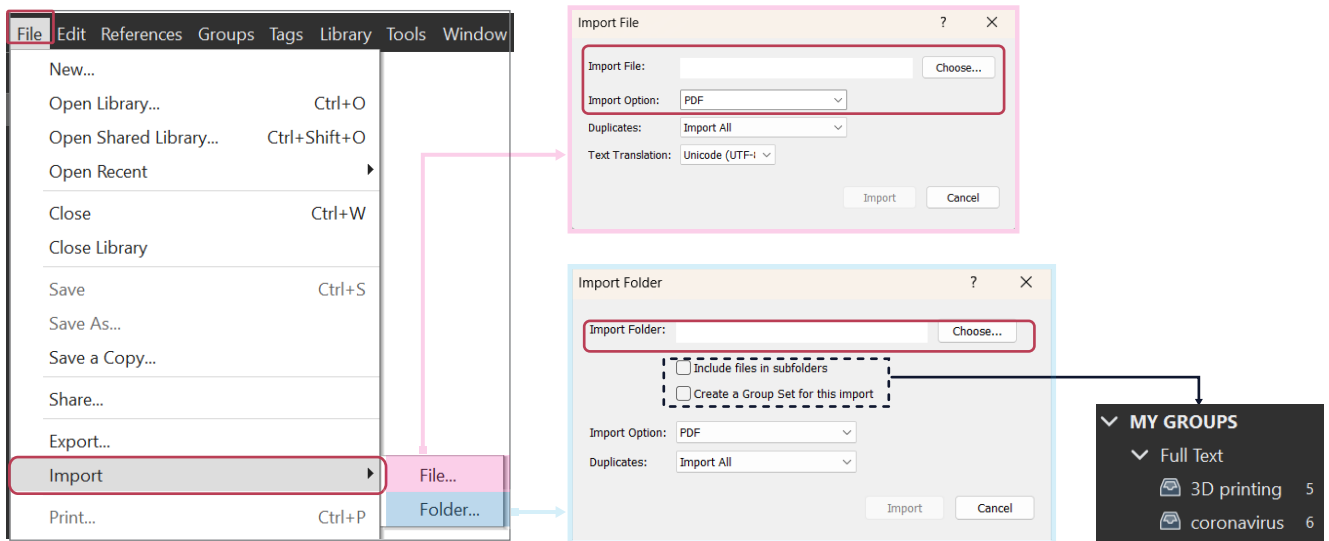 File Edit References Groups Tags Library Tools Window
New...
Open Library... Ctrl+O
Open Shared Library... Ctrl+Shift+O
Open Recent
Close Ctrl+W
Close Library
Save Ctrl+S
Save As...
Save a Copy...
Share...
Export...
Import
Print... Ctrl+P
File...
Folder...
Import File ?
Import File: Choose...
Import Option: PDF
Duplicates: Import All
Text Translation: Unicode (UTF-
Import Cancel
Import Folder ?
Import Folder: Choose...
Include files in subfolders
Create a Group Set for this import
Import Option: PDF
Duplicates: Import All
Import Cancel
MY GROUPS
Full Text
3D printing 5
coronavirus 6